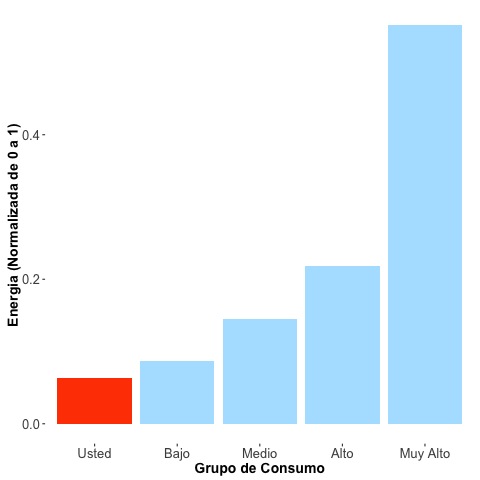 Energia (Normalizada de 0 a 1)
0.4
0.2
0.0
Usted Bajo Medio Alto Muy Alto
Grupo de Consumo